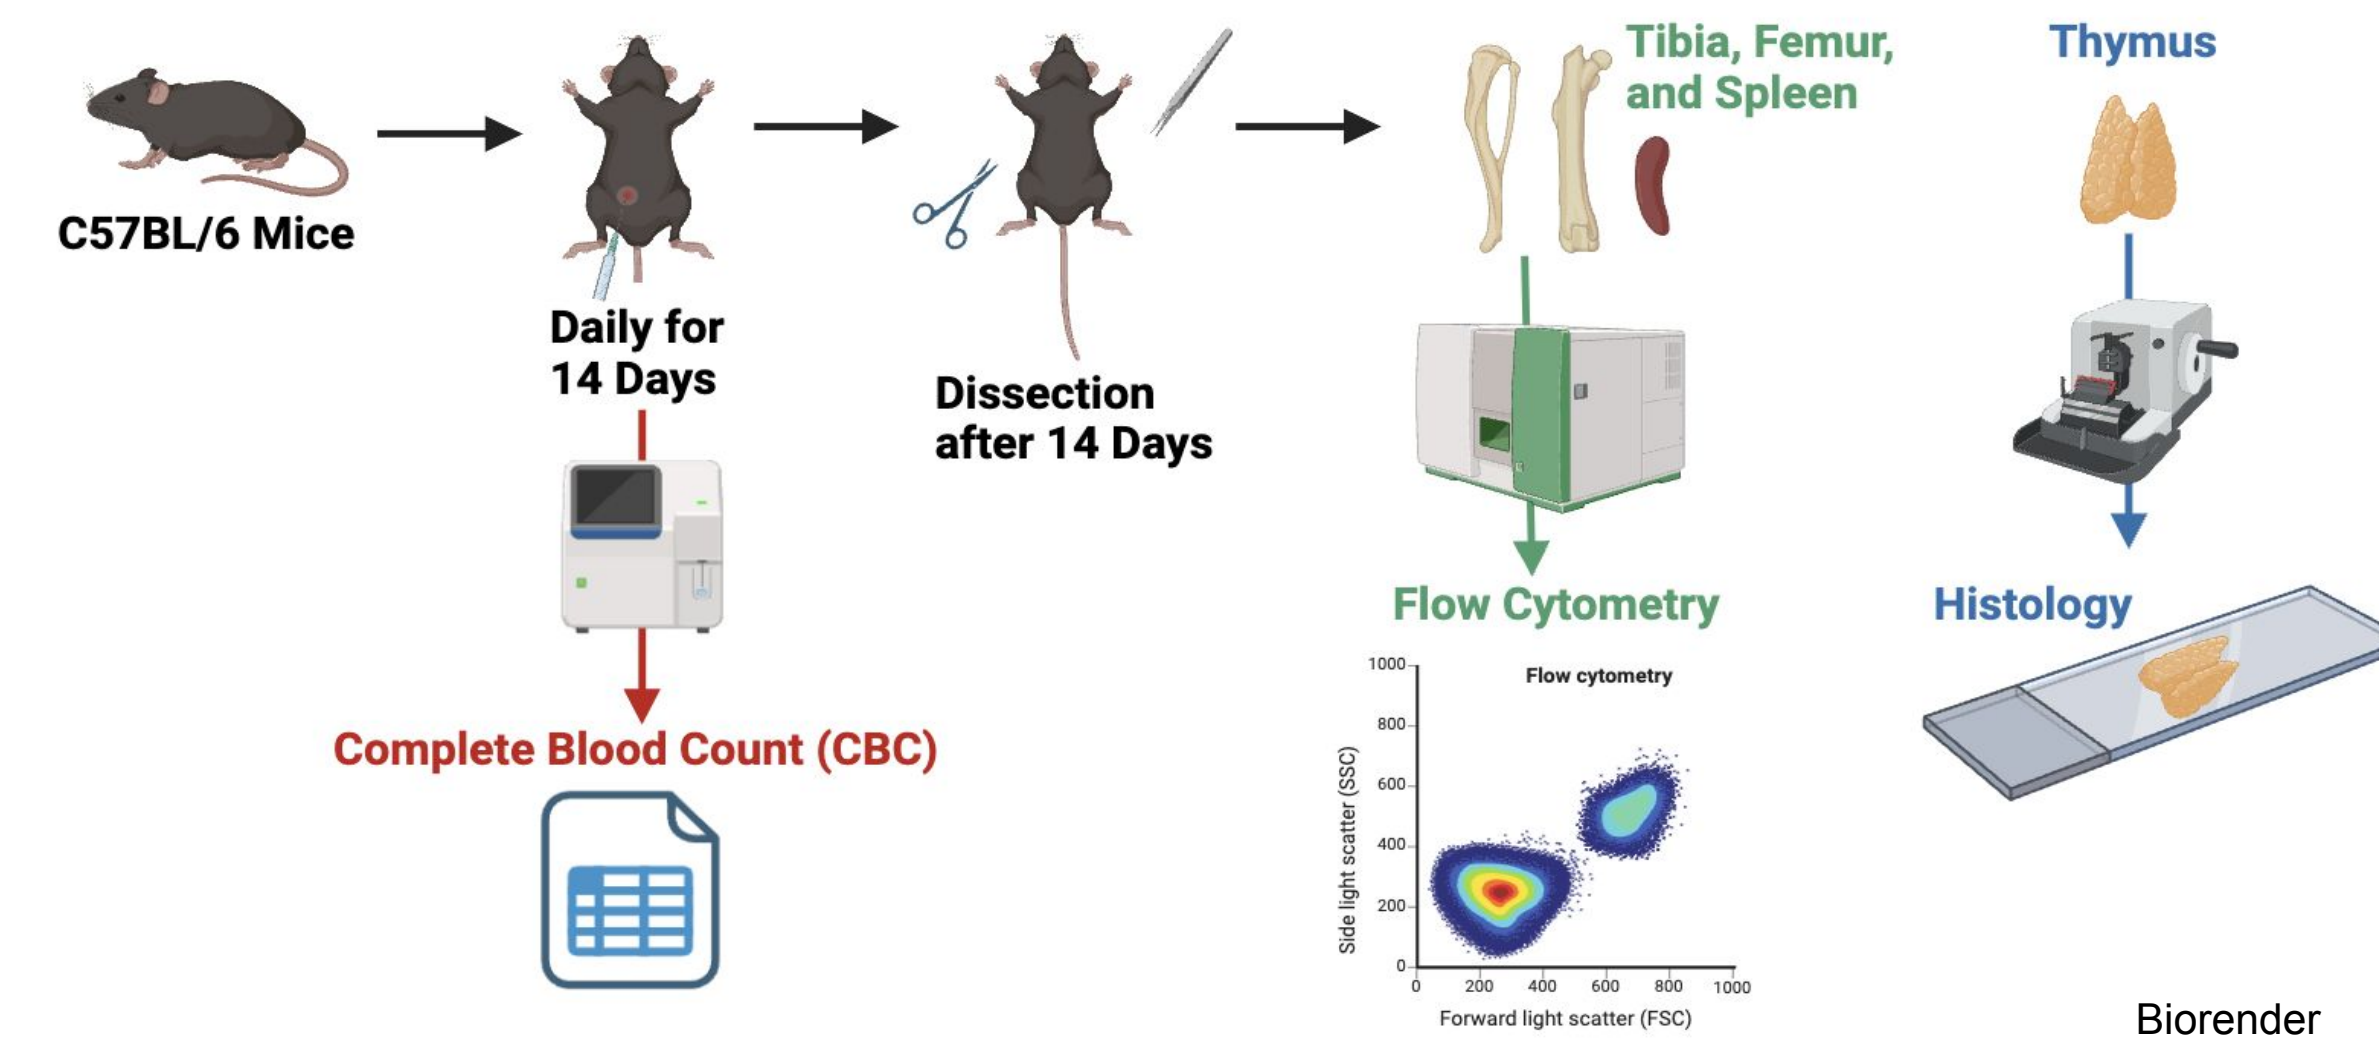 C57BL/6 Mice
Daily for
14 Days
Complete Blood Count (CBC)
Dissection
after 14 Days
Tibia, Femur,
and Spleen
Flow Cytometry
Flow cytometry
Side light scatter (SSC)
1000
800
600
400
200
0
0 200 400 600 800 1000
Forward light scatter (FSC)
Thymus
Histology
Biorender